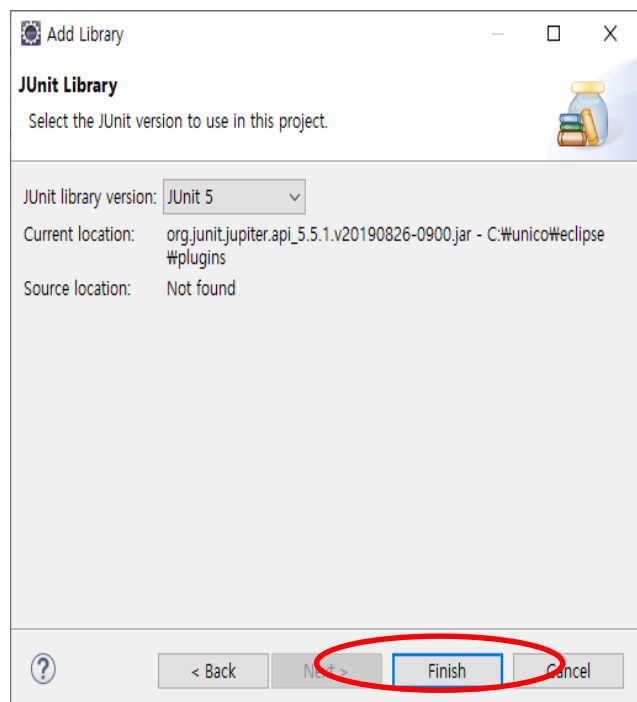 Add Library
JUnit Library
Select the JUnit version to use in this project.
JUnit library version: JUnit 5
Current location: org.junit.jupiter.api_5.5.1.v20190826-0900.jar - C:₩unico₩eclipse
₩plugins
Source location: Not found
? < Back Next > Finish Cancel